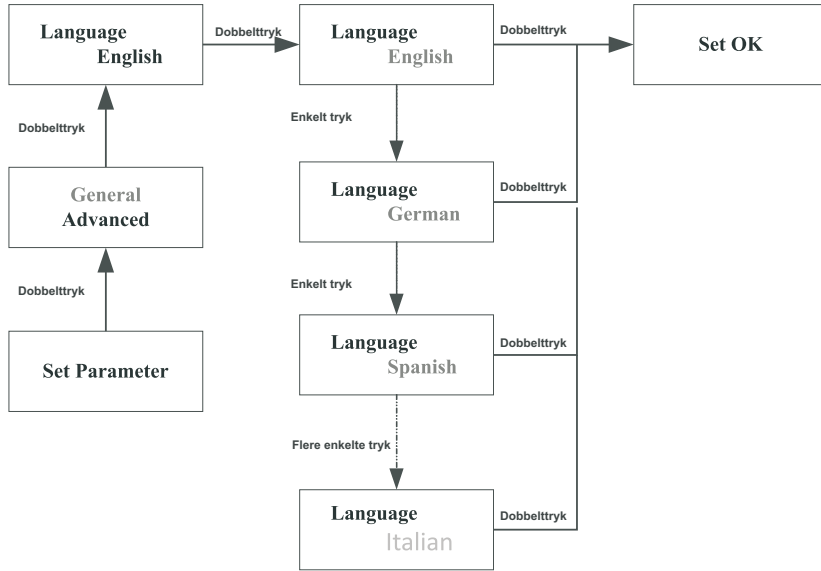 Language
English
Dobbelttryk
Language
English
Dobbelttryk
Set OK
Dobbelttryk
Enkelt tryk
General
Advanced
Language
German
Dobbelttryk
Dobbelttryk
Enkelt tryk
Set Parameter
Language
Spanish
Dobbelttryk
Flere enkelte tryk
Language
Italian
Dobbelttryk